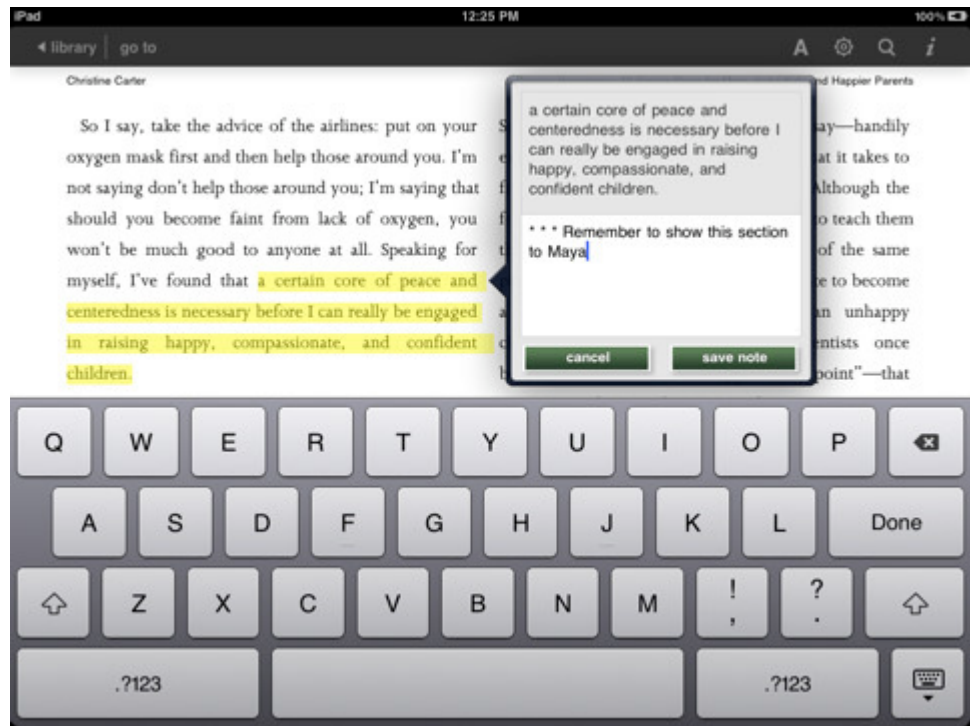 iPad 12:25 PM 100%
library go to A i
Christine Carter
nd Happier Parents
So I say, take the advice of the airlines: put on your
oxygen mask first and then help those around you. I'm
not saying don't help those around you; I'm saying that
should you become faint from lack of oxygen, you
won't be much good to anyone at all. Speaking for
myself, I've found that a certain core of peace and
centeredness is necessary before I can really be engaged
in raising happy, compassionate, and confident
children.
a certain core of peace and
centeredness is necessary before I
can really be engaged in raising
happy, compassionate, and
confident children.
* * * Remember to show this section
to Maya
cancel save note
ay—handily
at it takes to
Although the
o teach them
of the same
e to become
n unhappy
entists once
point"—that
Q W E R T Y U I O P
A S D F G H J K L Done
Z X C V B N M ! , ? .
.?123 .?123